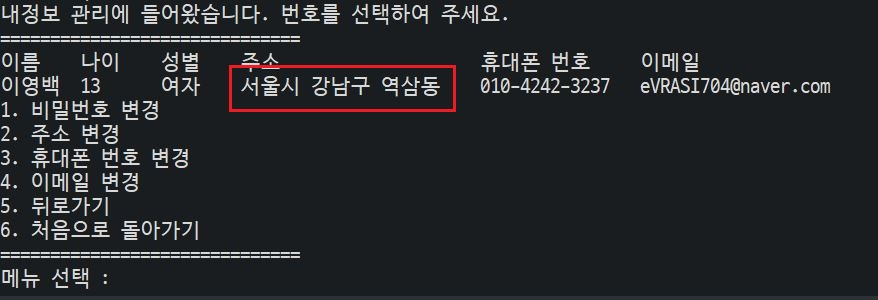 내정보 관리에 들어왔습니다. 번호를 선택하여 주세요.
==============================
이름 나이 성별 주소 휴대폰 번호 이메일
이영백 13 여자 서울시 강남구 역삼동 010-4242-3237 eVRASI704@naver.com
1. 비밀번호 변경
2. 주소 변경
3. 휴대폰 번호 변경
4. 이메일 변경
5. 뒤로가기
6. 처음으로 돌아가기
==============================
메뉴 선택 :